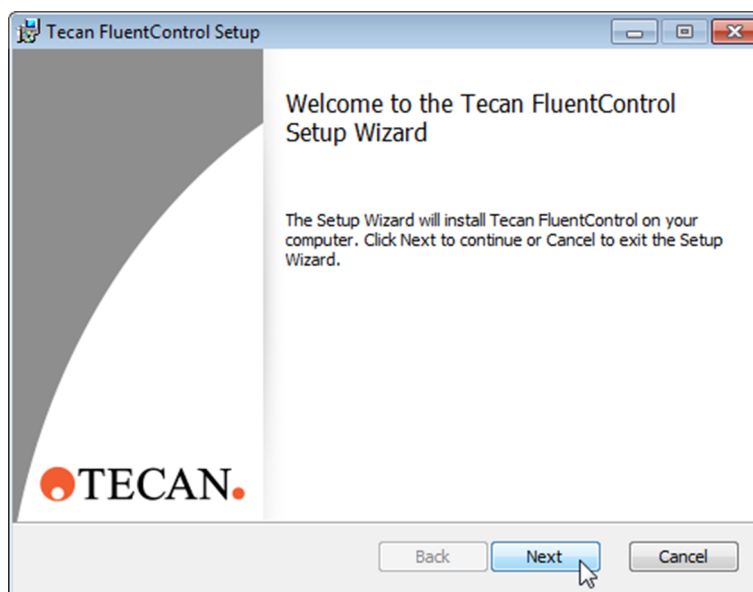 Tecan FluentControl Setup
Welcome to the Tecan FluentControl
Setup Wizard
The Setup Wizard will install Tecan FluentControl on your
computer. Click Next to continue or Cancel to exit the Setup
Wizard.
TECAN.
Back
Next
Cancel